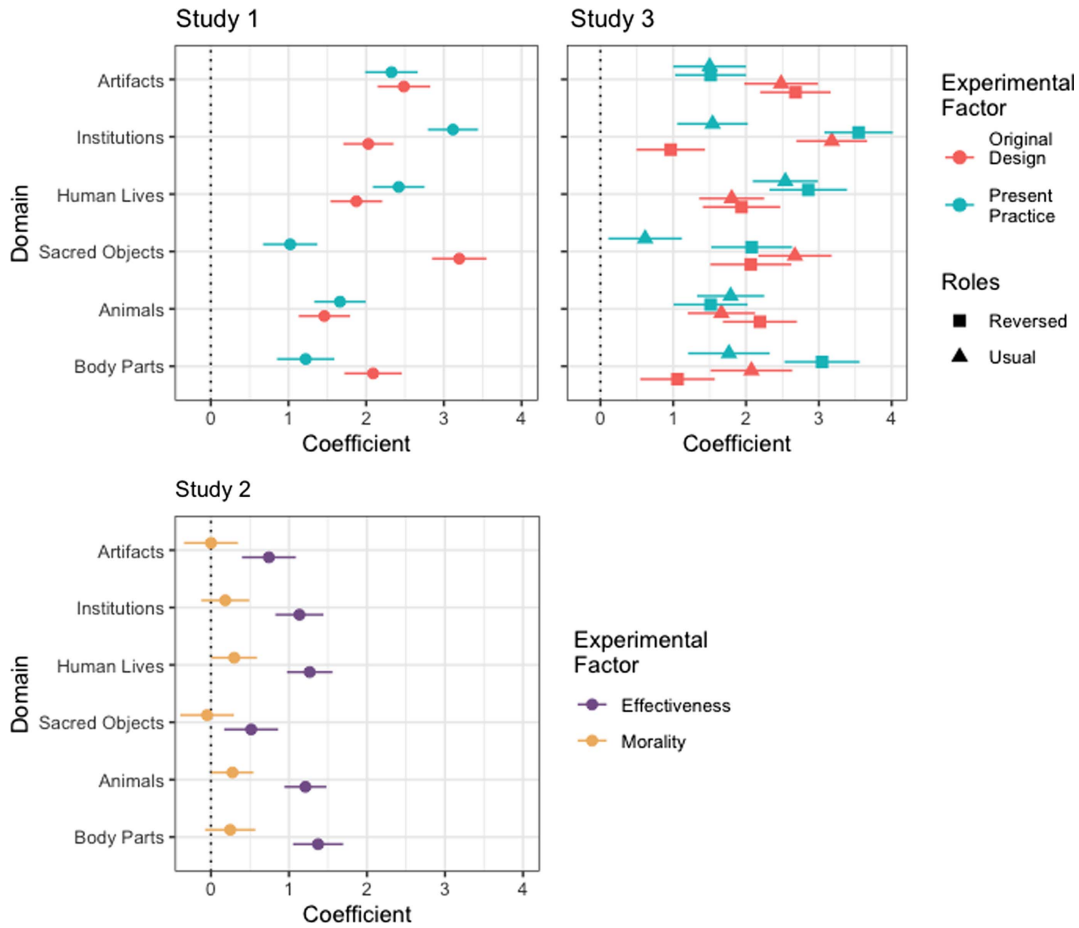 Study 1
Study 3
Domain
Artifacts
Institutions
Human Lives
Sacred Objects
Animals
Body Parts
0 1 2 3 4
Coefficient
0 1 2 3 4
Coefficient
Experimental
Factor
Original
Design
Present
Practice
Roles
Reversed
Usual
Study 2
Domain
Artifacts
Institutions
Human Lives
Sacred Objects
Animals
Body Parts
0 1 2 3 4
Coefficient
Experimental
Factor
Effectiveness
Morality